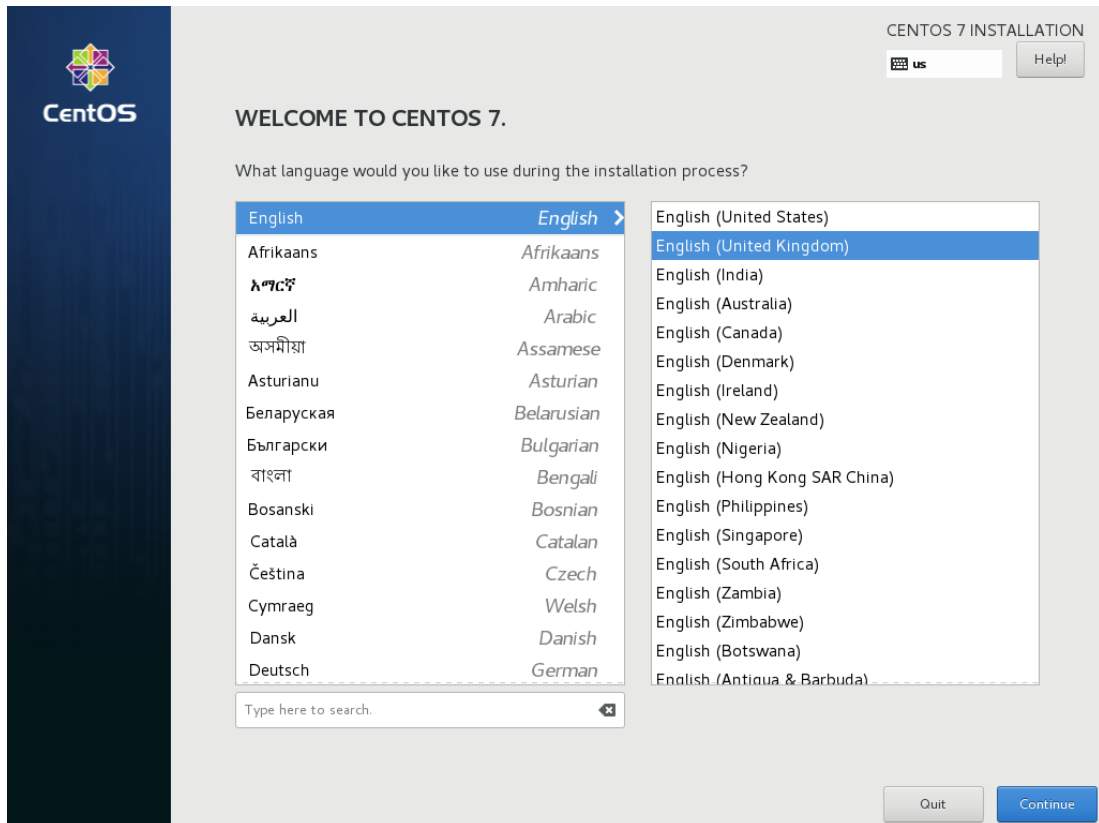 CENTOS 7 INSTALLATION
us
Help!
CentOS
WELCOME TO CENTOS 7.
What language would you like to use during the installation process?
English English
Afrikaans Afrikaans
አማርኛ Amharic
العربية Arabic
অসমীয়া Assamese
Asturianu Asturian
Беларуская Belarusian
Български Bulgarian
বাংলা Bengali
Bosanski Bosnian
Català Catalan
Čeština Czech
Cymraeg Welsh
Dansk Danish
Deutsch German
Type here to search.
English (United States)
English (United Kingdom)
English (India)
English (Australia)
English (Canada)
English (Denmark)
English (Ireland)
English (New Zealand)
English (Nigeria)
English (Hong Kong SAR China)
English (Philippines)
English (Singapore)
English (South Africa)
English (Zambia)
English (Zimbabwe)
English (Botswana)
English (Antigua & Barbuda)
Quit
Continue